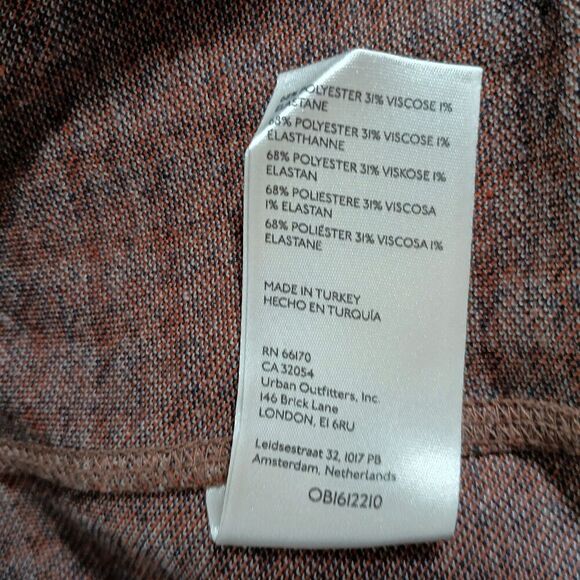 POLYESTER 31% VISCOSE 1%
68% POLYESTER 31% VISCOSE 1%
ELASTHANNE
68% POLYESTER 31% VISKOSE 1%
ELASTAN
68% POLIESTERE 31% VISCOSA
1% ELASTAN
68% POLIÉSTER 31% VISCOSA 1%
ELASTANE
MADE IN TURKEY
HECHO EN TURQUÍA
RN 66170
CA 32054
Urban Outfitters, Inc.
146 Brick Lane
LONDON, E1 6RU
Leidsestraat 32, 1017 PB
Amsterdam, Netherlands
OB1612210